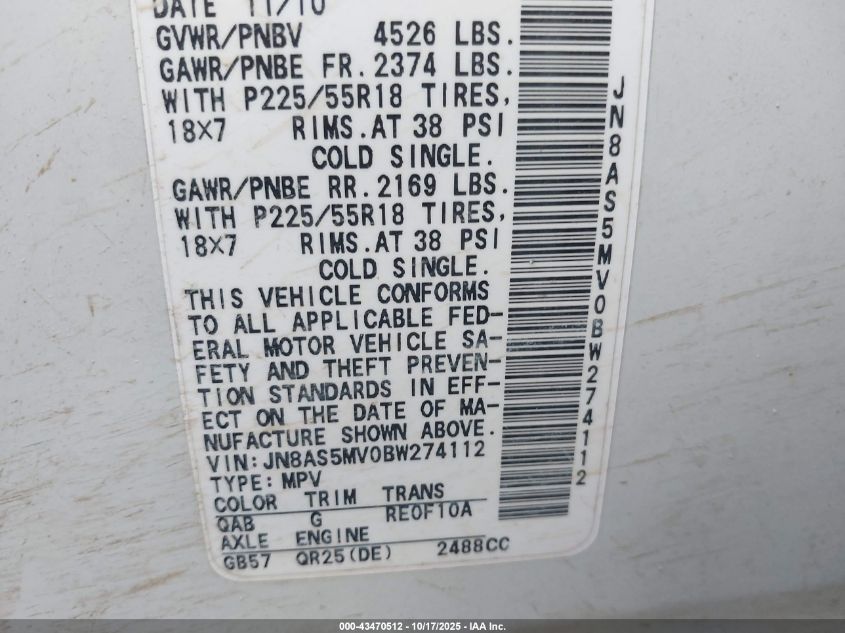 DATE 11/10
GVWR/PNBV 4526 LBS.
GAWR/PNBE FR. 2374 LBS.
WITH P225/55R18 TIRES,
18X7 RIMS. AT 38 PSI
COLD SINGLE.
GAWR/PNBE RR. 2169 LBS.
WITH P225/55R18 TIRES,
18X7 RIMS. AT 38 PSI
COLD SINGLE.
THIS VEHICLE CONFORMS
TO ALL APPLICABLE FED-
ERAL MOTOR VEHICLE SA-
FETY AND THEFT PREVEN-
TION STANDARDS IN EFF-
ECT ON THE DATE OF MA-
NUFACTURE SHOWN ABOVE.
VIN:JN8AS5MV0BW274112
TYPE: MPV
COLOR TRIM TRANS
QAB G RE0F10A
AXLE ENGINE
GB57 QR25(DE) 2488CC
JN8AS5MV0BW274112
000-43470512 - 10/17/2025 - IAA Inc.